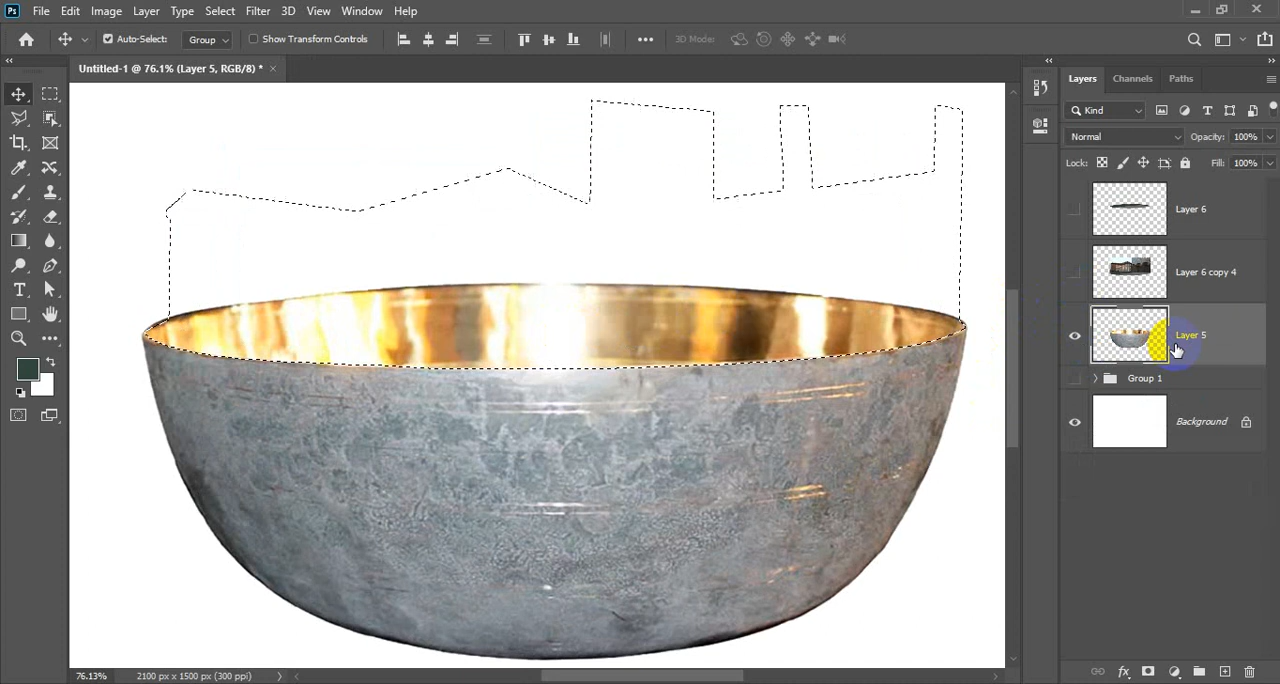 Ps File Edit Image Layer Type Select Filter 3D View Window Help
Auto-Select: Group Show Transform Controls 3D Mode:
Untitled-1 @ 76.1% (Layer 5, RGB/8) * ×
Layers Channels Paths
Kind
Normal Opacity: 100%
Lock: Fill: 100%
Layer 6
Layer 6 copy 4
Layer 5
Group 1
Background
76.13% 2100 px x 1500 px (300 ppi)